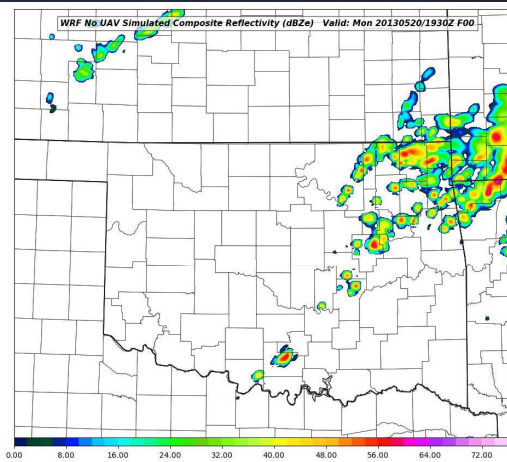 WRF No UAV Simulated Composite Reflectivity (dBZe)   Valid: Mon 20130520/1930Z F00
0.00 8.00 16.00 24.00 32.00 40.00 48.00 56.00 64.00 72.00